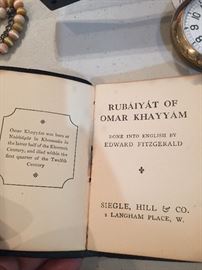 Omar Khayyám was born at
Naishápúr in Khorassán in
the latter half of the Eleventh
Century, and died within the
first quarter of the Twelfth
Century
RUBÁIYÁT OF
OMAR KHAYYÁM
DONE INTO ENGLISH BY
EDWARD FITZGERALD
SIEGLE, HILL & CO.
2 LANGHAM PLACE, W.